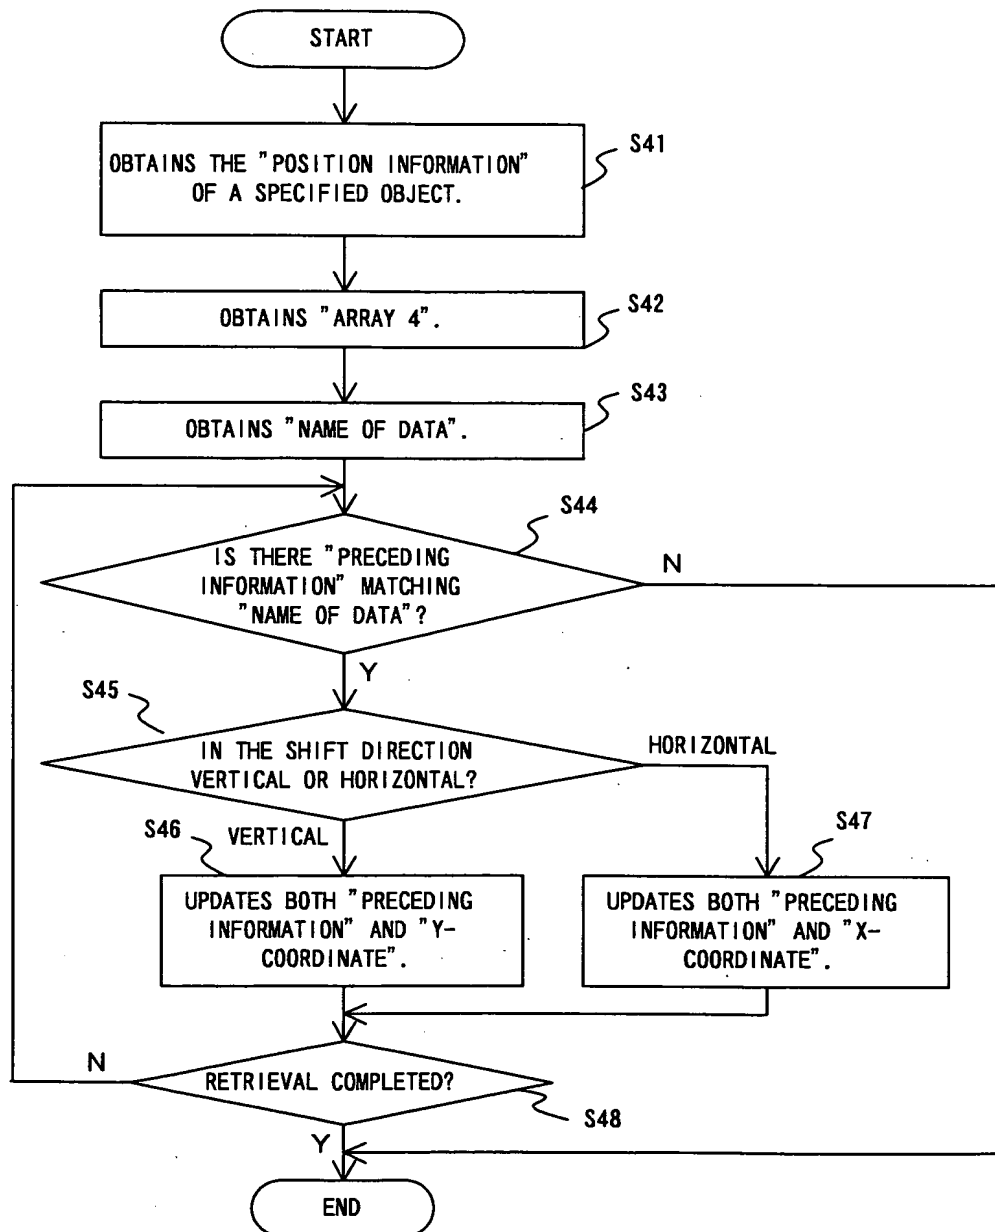 START
S41
OBTAINS THE "POSITION INFORMATION"
OF A SPECIFIED OBJECT.
S42
OBTAINS "ARRAY 4".
S43
OBTAINS "NAME OF DATA".
S44
IS THERE "PRECEDING
INFORMATION" MATCHING
"NAME OF DATA"?
N
Y
S45
IN THE SHIFT DIRECTION
VERTICAL OR HORIZONTAL?
HORIZONTAL
S46
VERTICAL
S47
UPDATES BOTH "PRECEDING
INFORMATION" AND "Y-
COORDINATE".
UPDATES BOTH "PRECEDING
INFORMATION" AND "X-
COORDINATE".
N
RETRIEVAL COMPLETED?
S48
Y
END